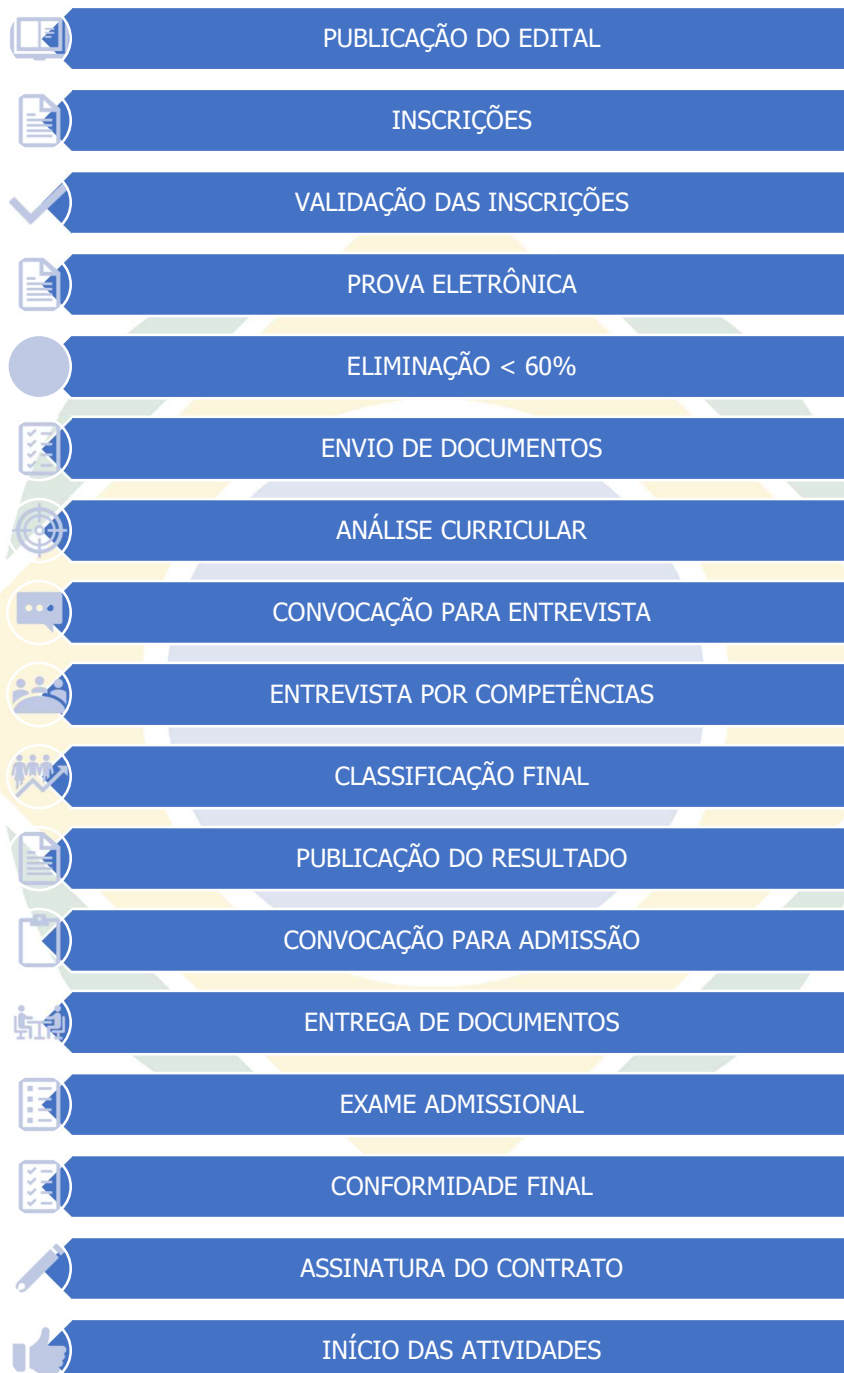 PUBLICAÇÃO DO EDITAL
INSCRIÇÕES
VALIDAÇÃO DAS INSCRIÇÕES
PROVA ELETRÔNICA
ELIMINAÇÃO < 60%
ENVIO DE DOCUMENTOS
ANÁLISE CURRICULAR
CONVOCAÇÃO PARA ENTREVISTA
ENTREVISTA POR COMPETÊNCIAS
CLASSIFICAÇÃO FINAL
PUBLICAÇÃO DO RESULTADO
CONVOCAÇÃO PARA ADMISSÃO
ENTREGA DE DOCUMENTOS
EXAME ADMISSIONAL
CONFORMIDADE FINAL
ASSINATURA DO CONTRATO
INÍCIO DAS ATIVIDADES